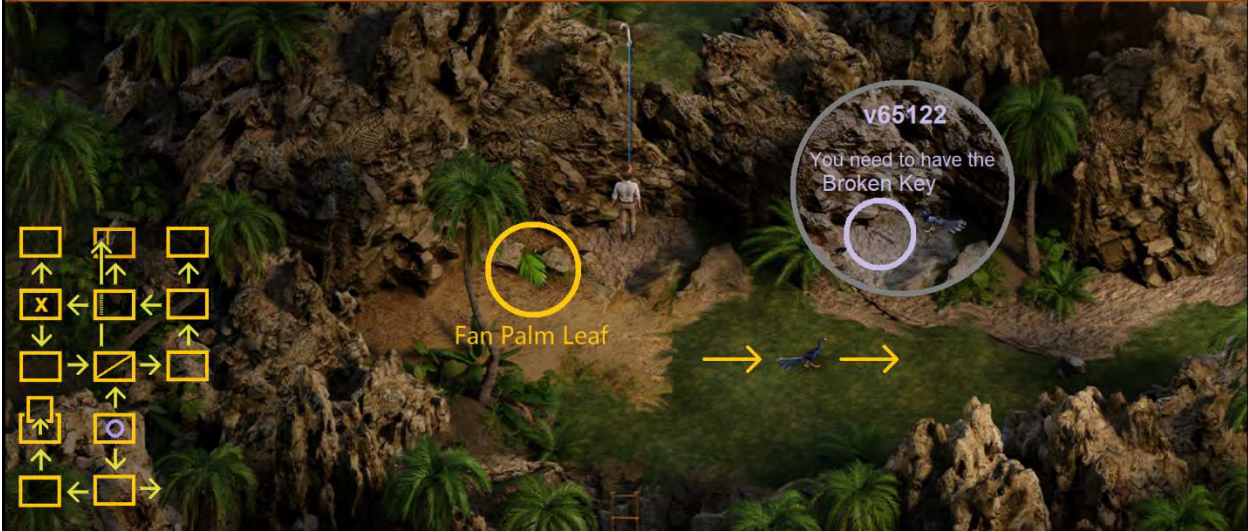 v65122
You need to have the
Broken Key
X
Fan Palm Leaf